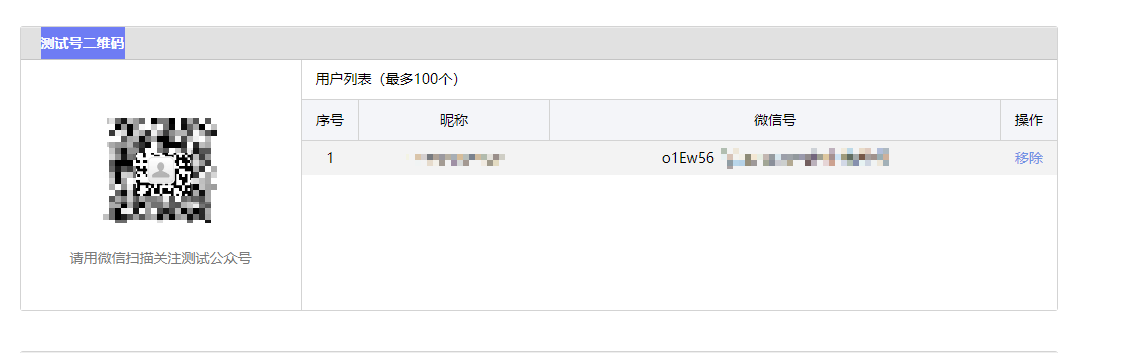 测试号二维码
用户列表（最多100个）
序号 昵称 微信号 操作
1 o1Ew56 移除
请用微信扫描关注测试公众号